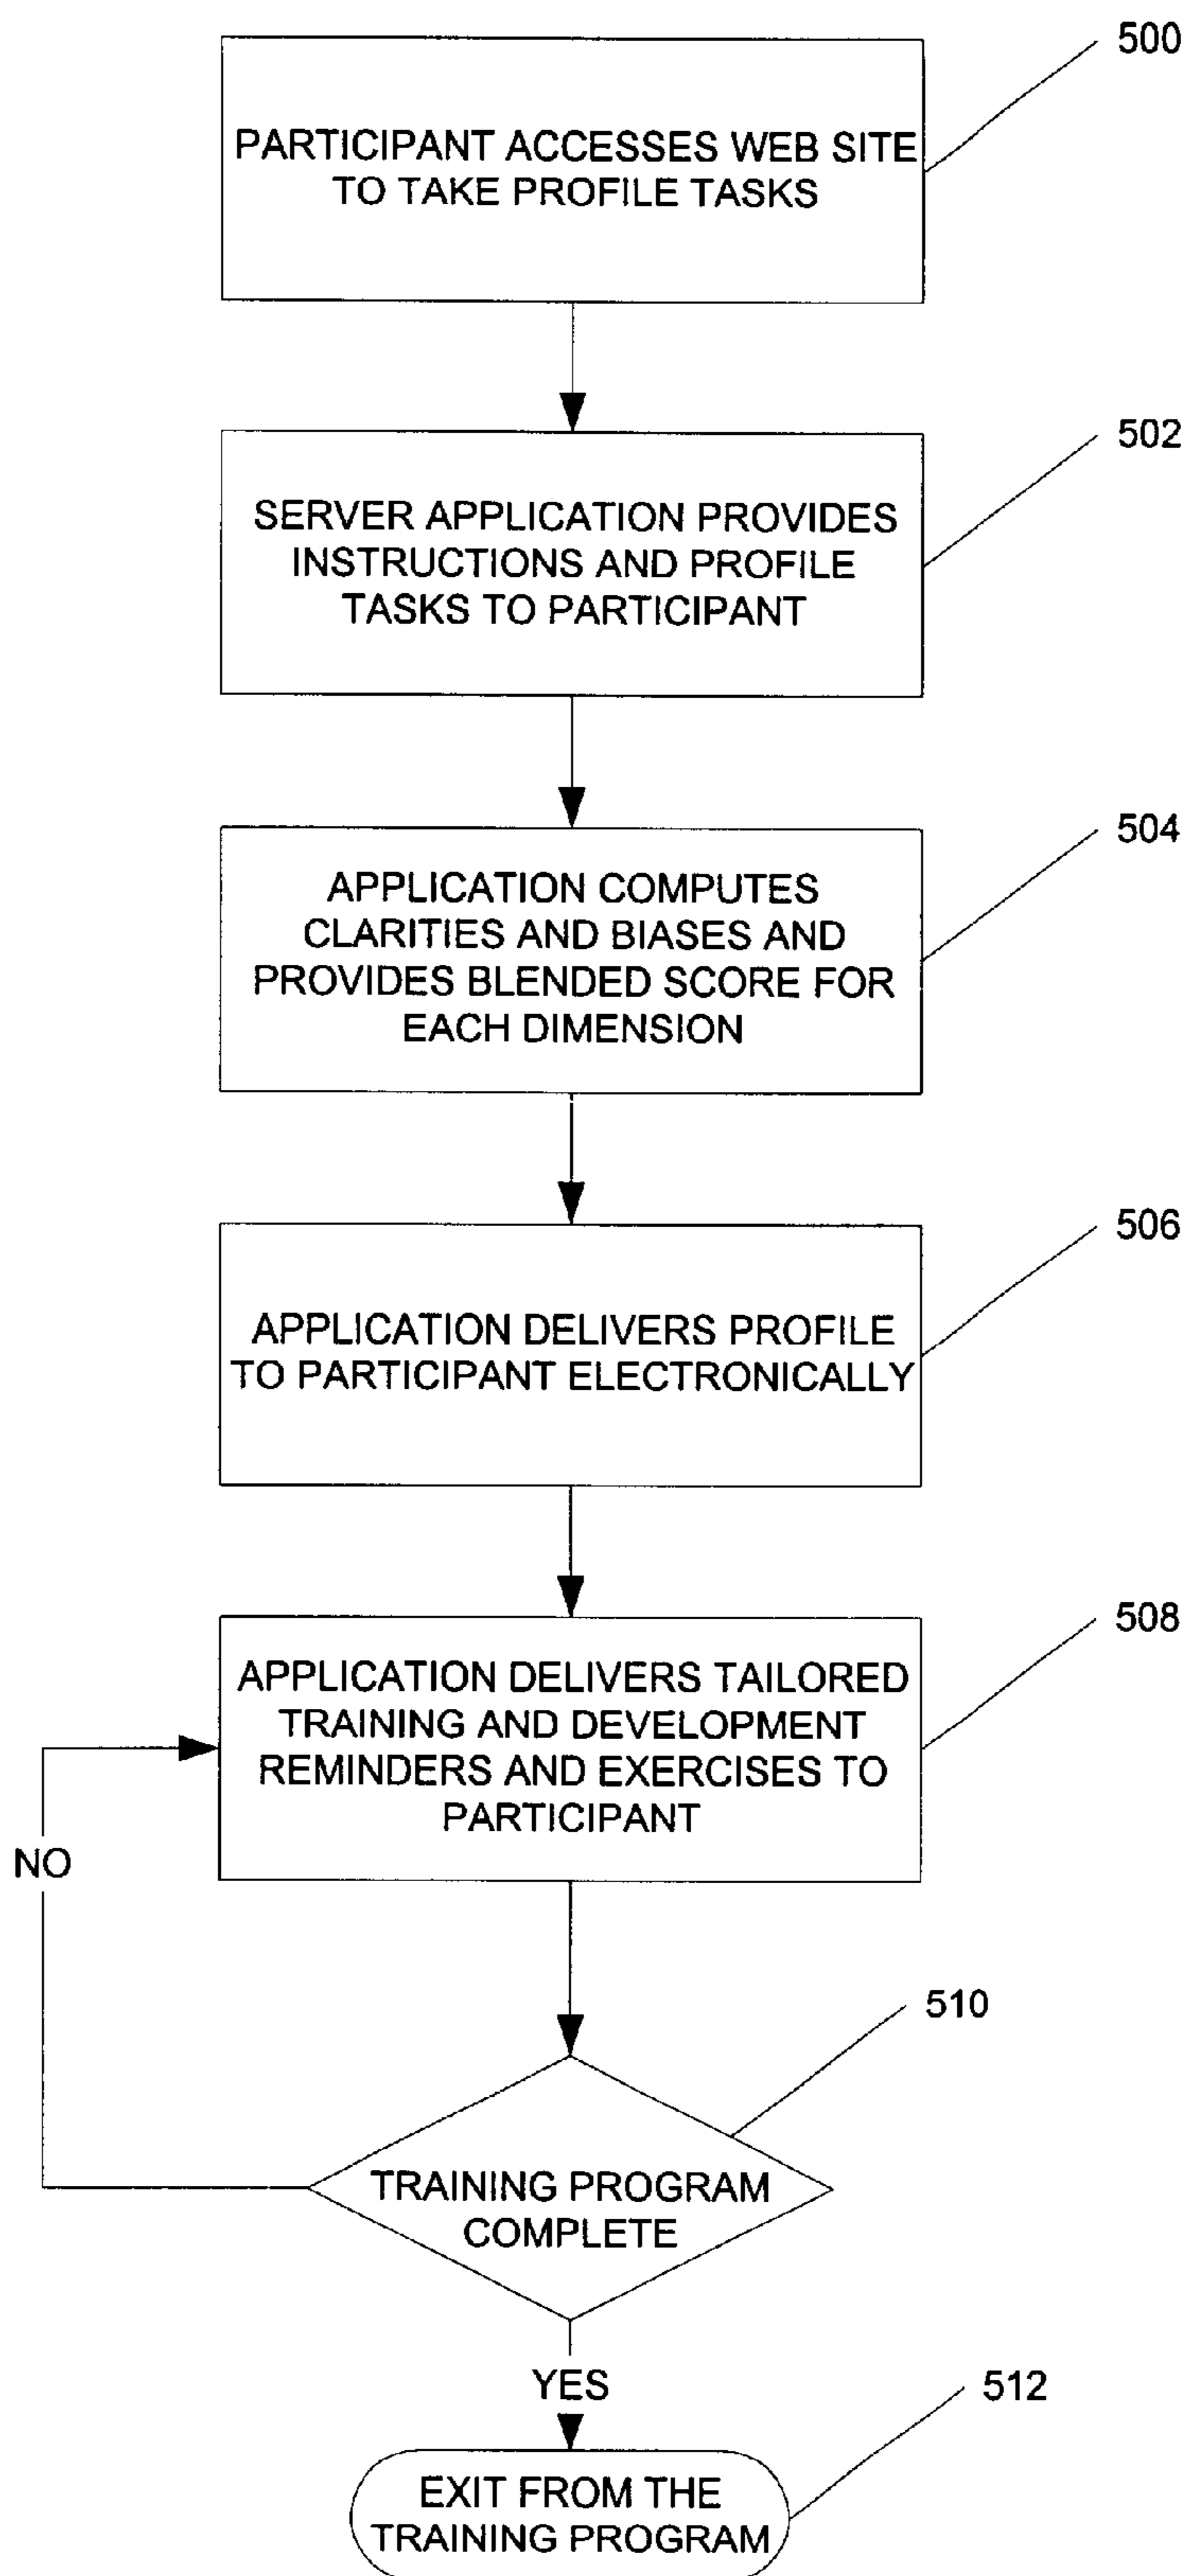 500
PARTICIPANT ACCESSES WEB SITE
TO TAKE PROFILE TASKS
502
SERVER APPLICATION PROVIDES
INSTRUCTIONS AND PROFILE
TASKS TO PARTICIPANT
504
APPLICATION COMPUTES
CLARITIES AND BIASES AND
PROVIDES BLENDED SCORE FOR
EACH DIMENSION
506
APPLICATION DELIVERS PROFILE
TO PARTICIPANT ELECTRONICALLY
508
APPLICATION DELIVERS TAILORED
TRAINING AND DEVELOPMENT
REMINDERS AND EXERCISES TO
PARTICIPANT
NO
510
TRAINING PROGRAM
COMPLETE
YES
512
EXIT FROM THE
TRAINING PROGRAM